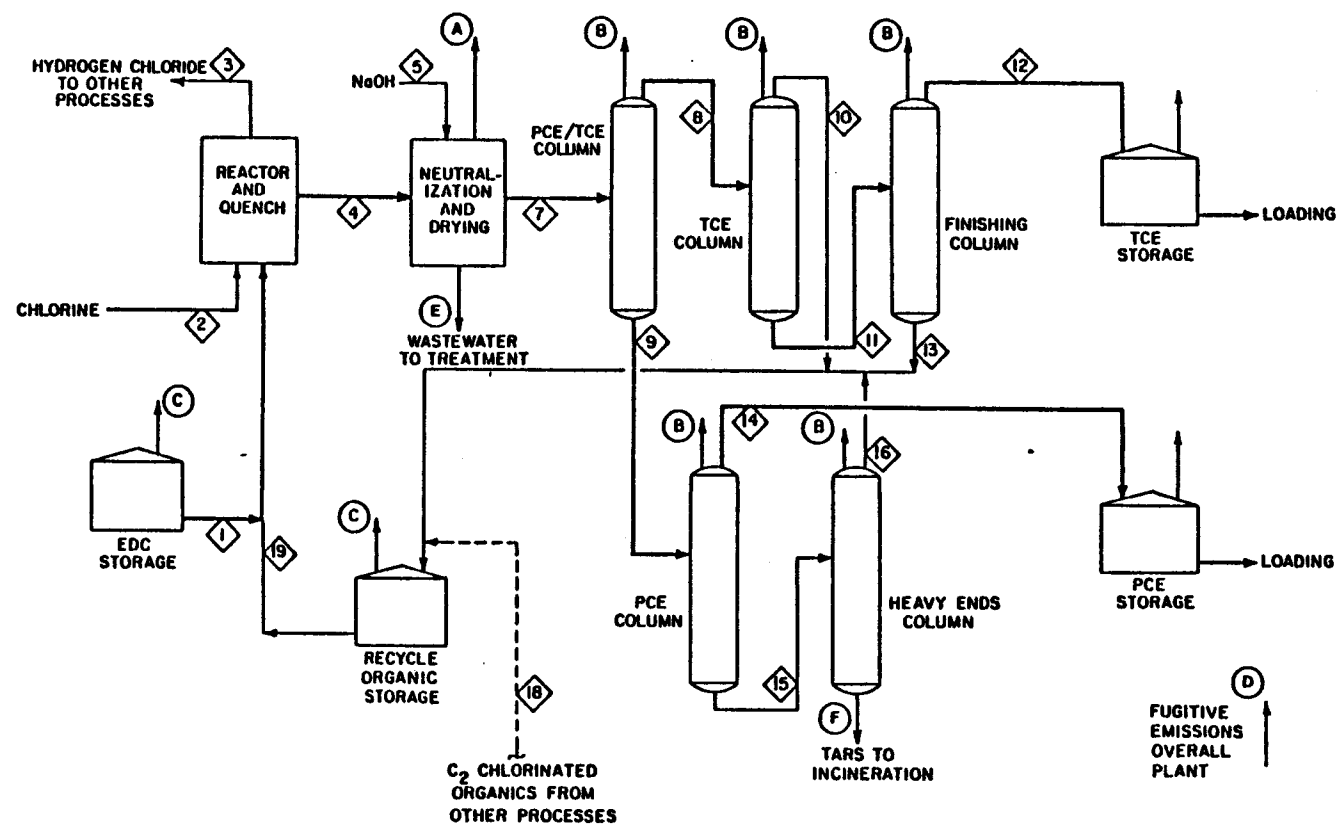 A
B
B
B
3
HYDROGEN CHLORIDE
TO OTHER
PROCESSES
5
NaOH
12
8
10
PCE/TCE
COLUMN
REACTOR
AND
QUENCH
NEUTRAL-
IZATION
AND
DRYING
4
7
TCE
COLUMN
FINISHING
COLUMN
TCE
STORAGE
LOADING
CHLORINE
2
E
WASTEWATER
TO TREATMENT
9
11
13
C
B
14
B
16
1
EDC
STORAGE
19
C
PCE
COLUMN
HEAVY ENDS
COLUMN
LOADING
PCE
STORAGE
RECYCLE
ORGANIC
STORAGE
18
15
F
TARS TO
INCINERATION
D
FUGITIVE
EMISSIONS
OVERALL
PLANT
C2 CHLORINATED
ORGANICS FROM
OTHER PROCESSES